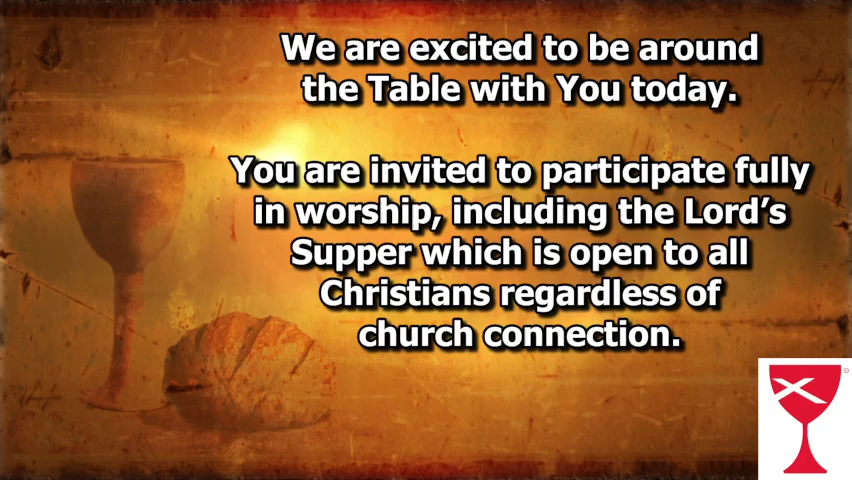 We are excited to be around
the Table with You today.
You are invited to participate fully
in worship, including the Lord's
Supper which is open to all
Christians regardless of
church connection.
®